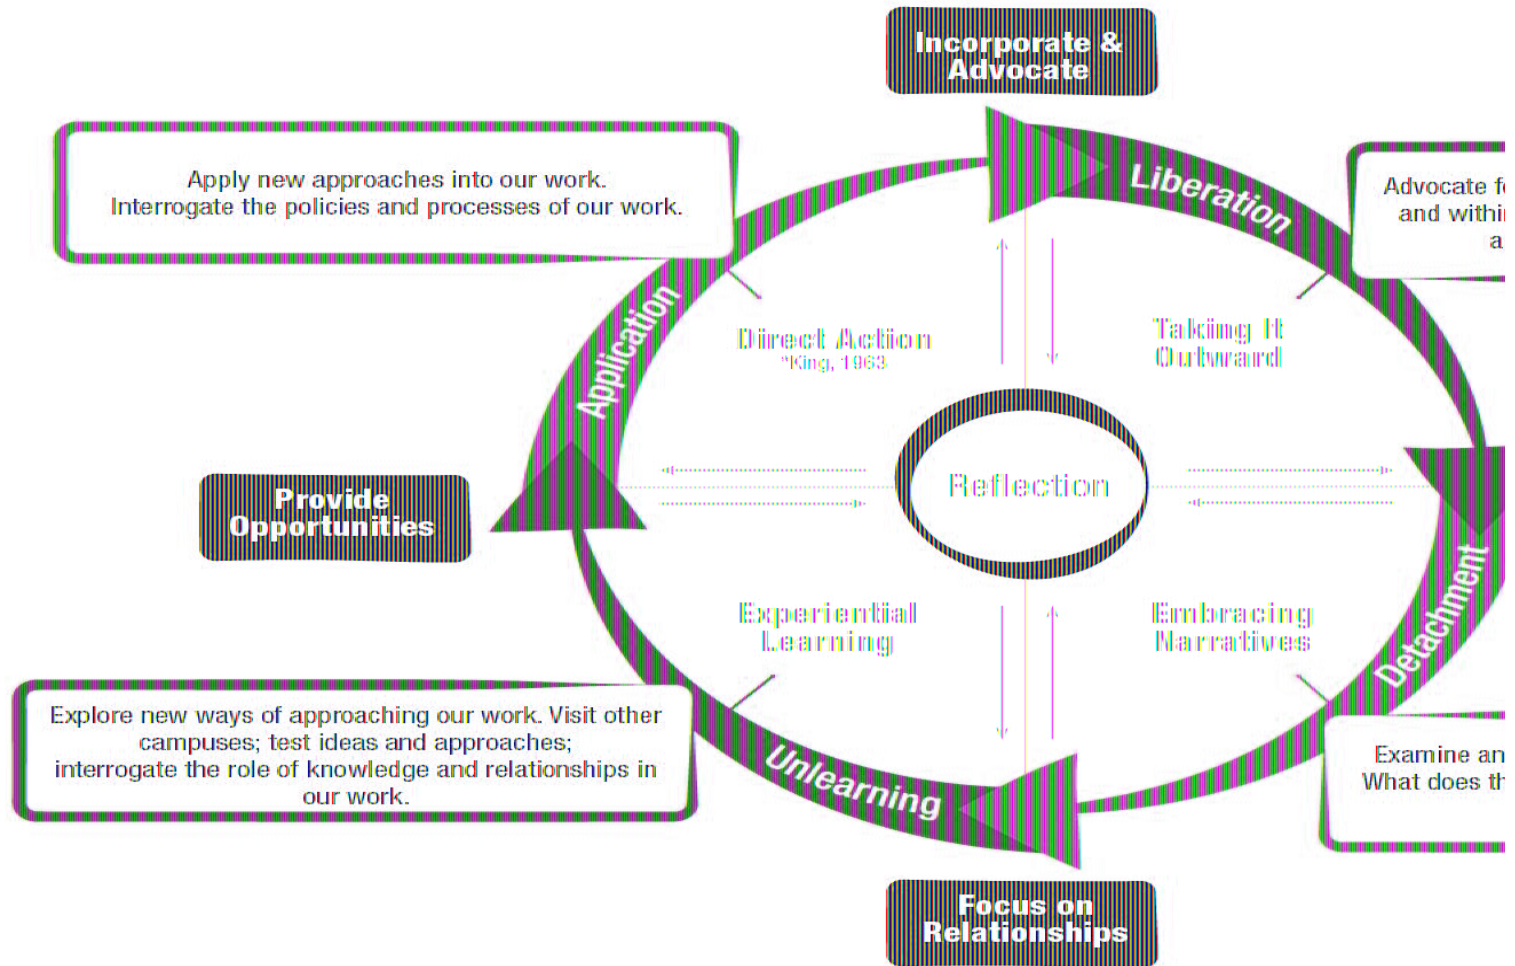 Incorporate &
Advocate
Apply new approaches into our work.
Interrogate the policies and processes of our work.
Liberation
Advocate
and
a
Application
Direct Action
*King, 1963
Taking It
Outward
Provide
Opportunities
Reflection
Detachment
Experiential
Learning
Embracing
Narratives
Explore new ways of approaching our work. Visit other
campuses; test ideas and approaches;
interrogate the role of knowledge and relationships in
our work.
Unlearning
Examine
What does
Focus on
Relationships